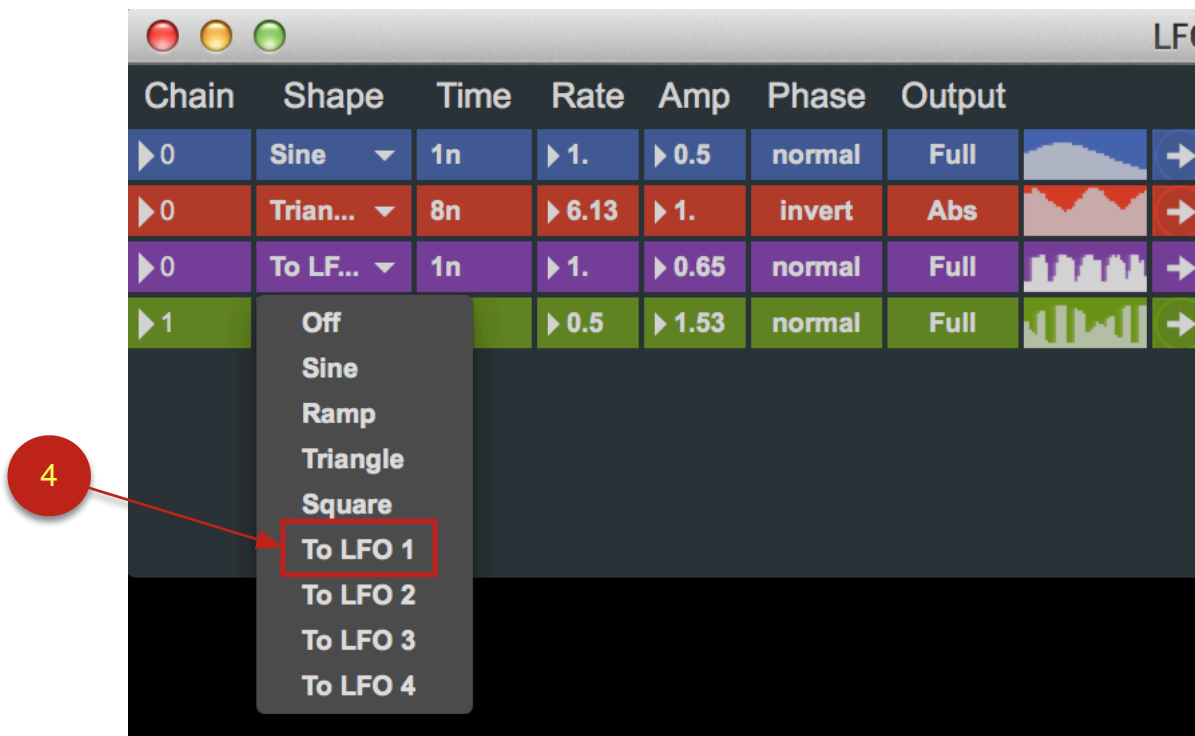 LFO
Chain Shape Time Rate Amp Phase Output
0 Sine 1n 1. 0.5 normal Full
0 Trian... 8n 6.13 1. invert Abs
0 To LF... 1n 1. 0.65 normal Full
1 0.5 1.53 normal Full
Off
Sine
Ramp
Triangle
4
Square
To LFO 1
To LFO 2
To LFO 3
To LFO 4